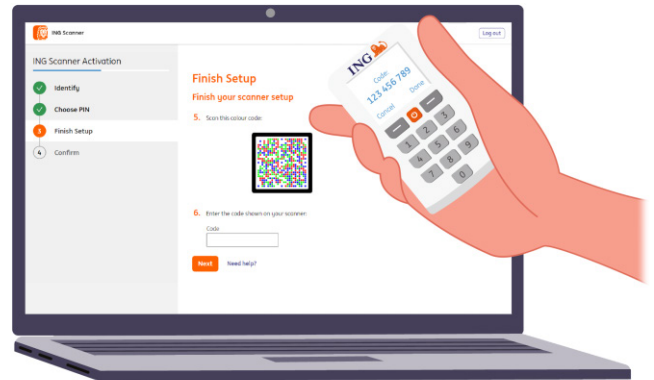 ING Scanner
Log out
ING Scanner Activation
Identify
Choose PIN
3 Finish Setup
4 Confirm
Finish Setup
Finish your scanner setup
5. Scan this colour code:
6. Enter the code shown on your scanner:
Code
Next Need help?
ING
Code:
123 456 789
Cancel Done
1 2 3
4 5 6
7 8 9
0